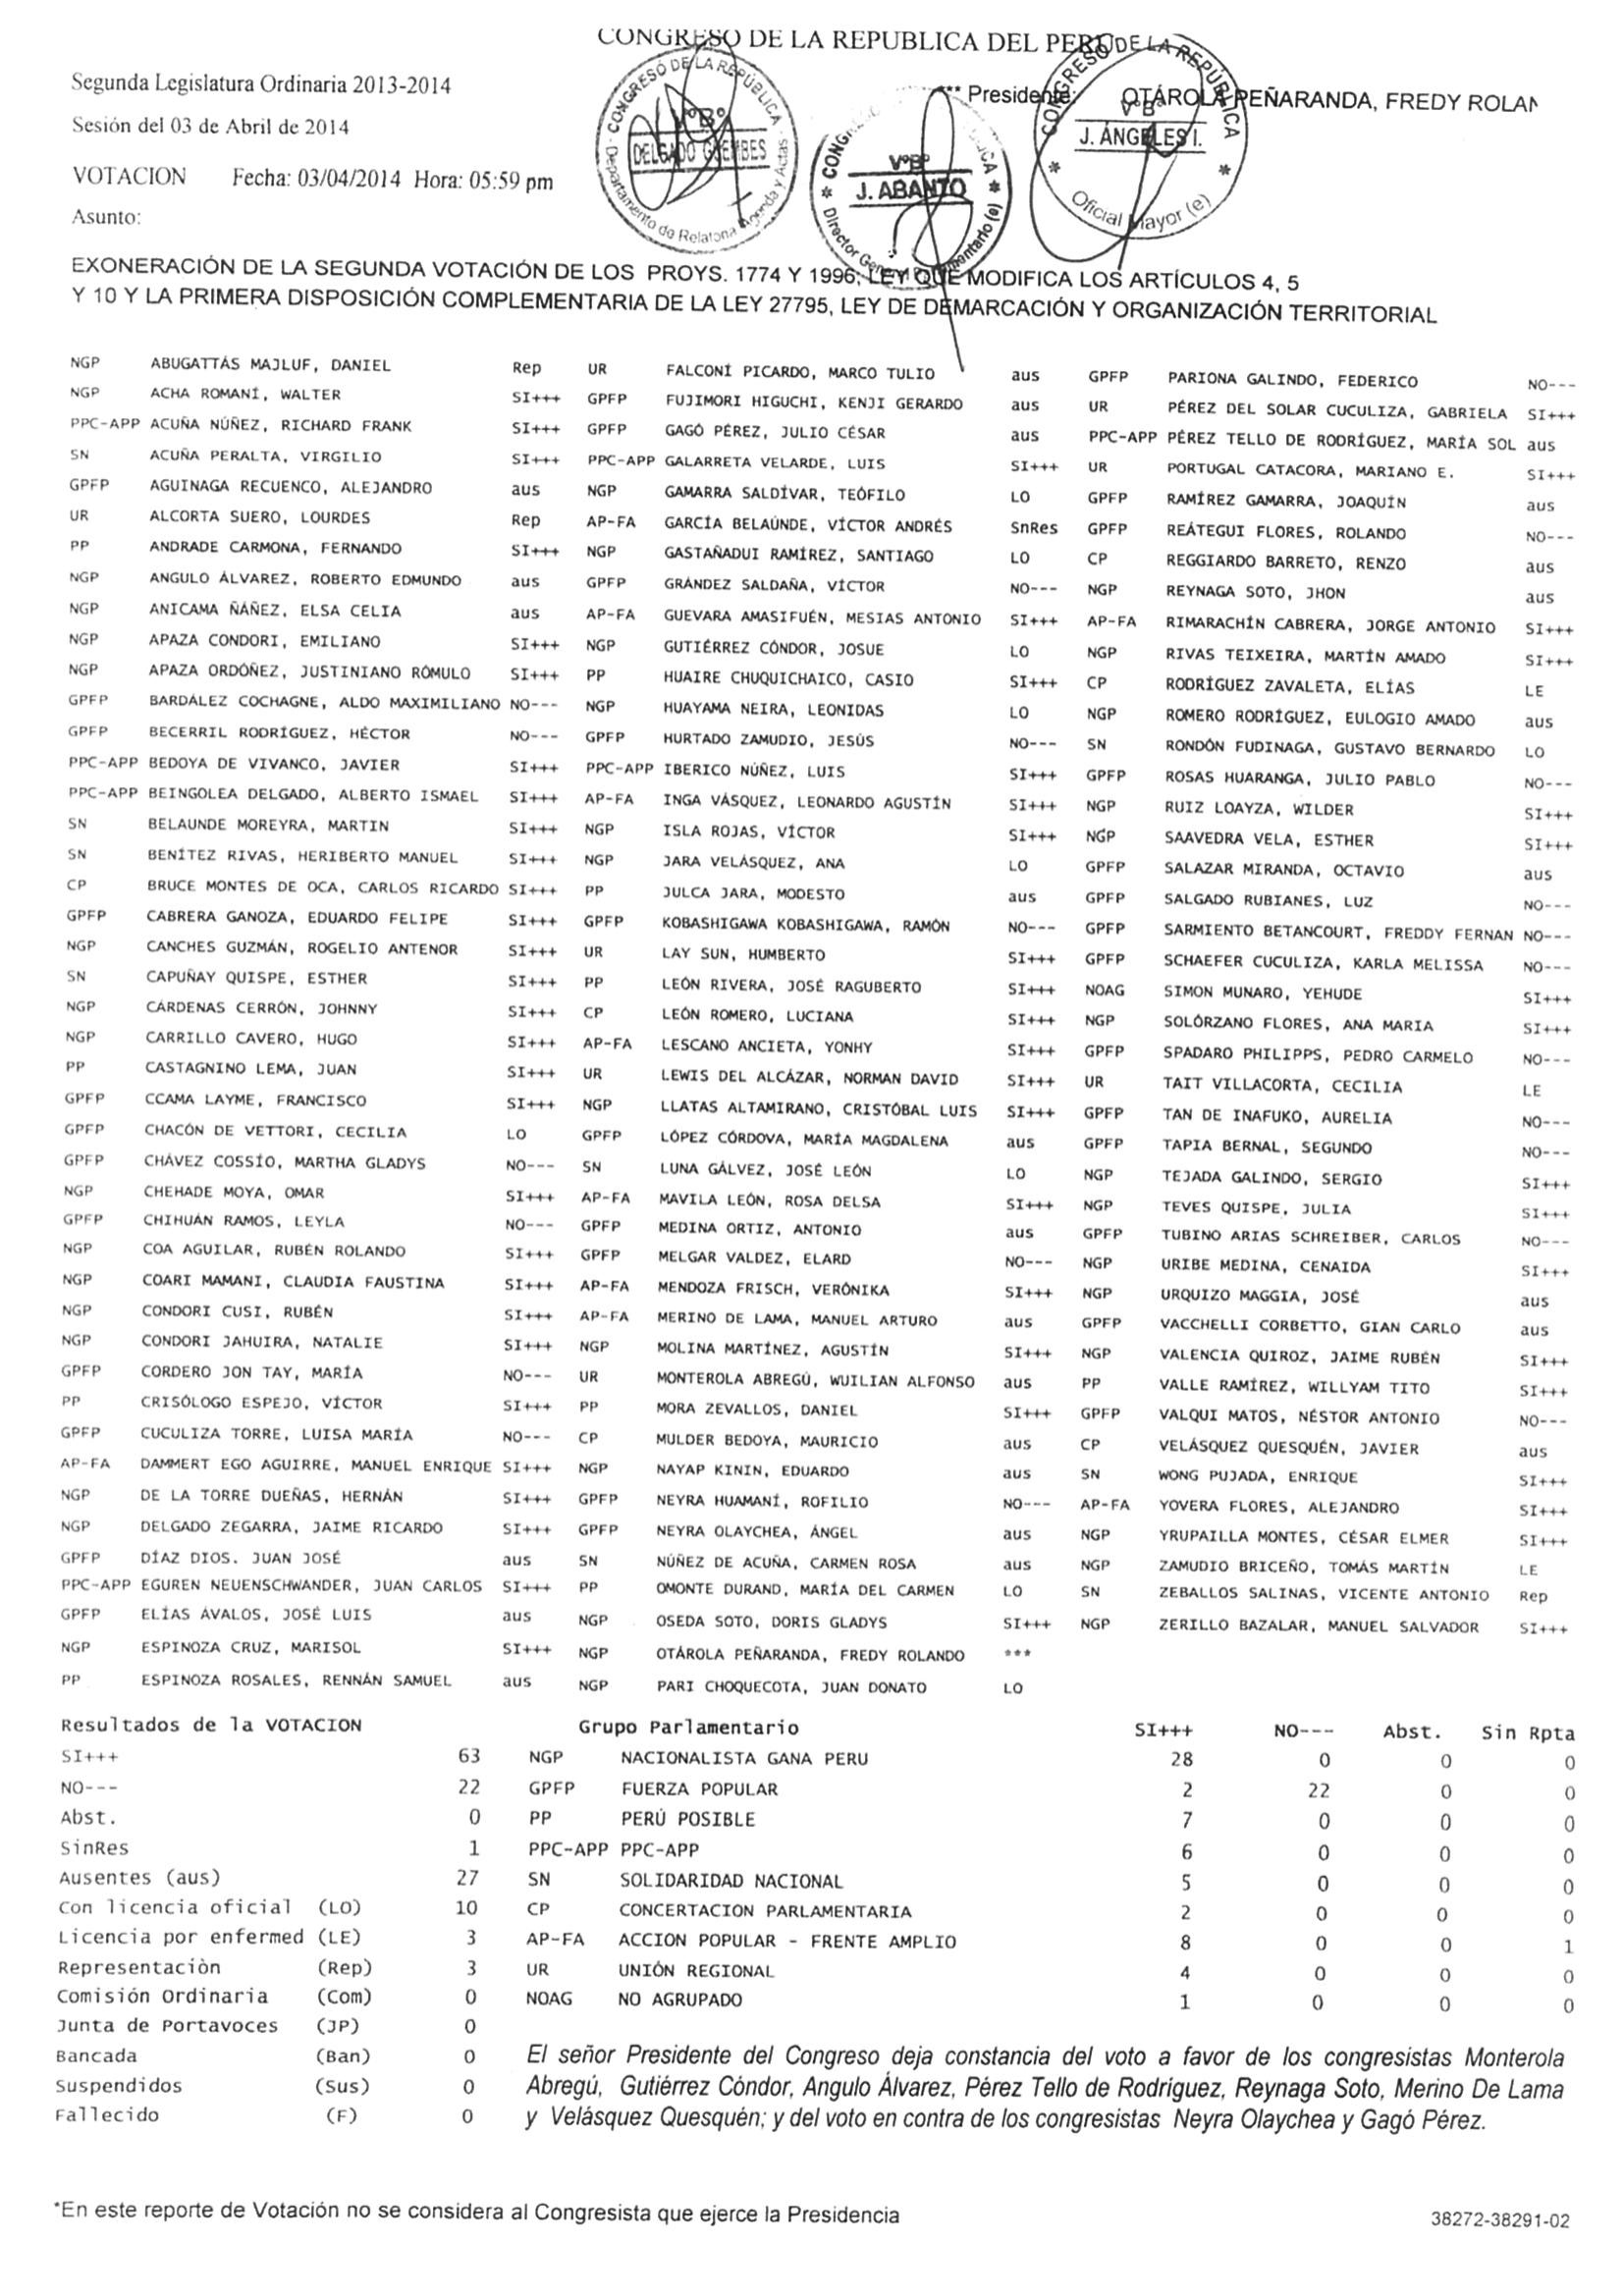 CONGRESO DE LA REPUBLICA DEL PERÚ
Segunda Legislatura Ordinaria 2013-2014
*** Presidente: OTÁROLA PEÑARANDA, FREDY ROLAN
Sesión del 03 de Abril de 2014
VOTACION Fecha: 03/04/2014 Hora: 05:59 pm
Asunto:
CONGRESO DE LA REPÚBLICA
VºBº
DELGADO GUEMBES
Departamento de Relatoria Agenda y Actas
VºBº
J. ABANTO
VºBº
J. ÁNGELES I.
CONGRESO DE LA REPÚBLICA
Oficial Mayor (e)
EXONERACIÓN DE LA SEGUNDA VOTACIÓN DE LOS PROYS. 1774 Y 1996; LEY QUE MODIFICA LOS ARTÍCULOS 4, 5
Y 10 Y LA PRIMERA DISPOSICIÓN COMPLEMENTARIA DE LA LEY 27795, LEY DE DEMARCACIÓN Y ORGANIZACIÓN TERRITORIAL
NGP ABUGATTÁS MAJLUF, DANIEL Rep UR FALCONÍ PICARDO, MARCO TULIO aus GPFP PARIONA GALINDO, FEDERICO NO---
NGP ACHA ROMANÍ, WALTER SI+++ GPFP FUJIMORI HIGUCHI, KENJI GERARDO aus UR PÉREZ DEL SOLAR CUCULIZA, GABRIELA SI+++
PPC-APP ACUÑA NÚÑEZ, RICHARD FRANK SI+++ GPFP GAGÓ PÉREZ, JULIO CÉSAR aus PPC-APP PÉREZ TELLO DE RODRÍGUEZ, MARÍA SOL aus
SN ACUÑA PERALTA, VIRGILIO SI+++ PPC-APP GALARRETA VELARDE, LUIS SI+++ UR PORTUGAL CATACORA, MARIANO E. SI+++
GPFP AGUINAGA RECUENCO, ALEJANDRO aus NGP GAMARRA SALDÍVAR, TEÓFILO LO GPFP RAMÍREZ GAMARRA, JOAQUÍN aus
UR ALCORTA SUERO, LOURDES Rep AP-FA GARCÍA BELAÚNDE, VÍCTOR ANDRÉS SnRes GPFP REÁTEGUI FLORES, ROLANDO NO---
PP ANDRADE CARMONA, FERNANDO SI+++ NGP GASTAÑADUI RAMÍREZ, SANTIAGO LO CP REGGIARDO BARRETO, RENZO aus
NGP ANGULO ÁLVAREZ, ROBERTO EDMUNDO aus GPFP GRÁNDEZ SALDAÑA, VÍCTOR NO--- NGP REYNAGA SOTO, JHON aus
NGP ANICAMA ÑÁÑEZ, ELSA CELIA aus AP-FA GUEVARA AMASIFUÉN, MESIAS ANTONIO SI+++ AP-FA RIMARACHÍN CABRERA, JORGE ANTONIO SI+++
NGP APAZA CONDORI, EMILIANO SI+++ NGP GUTIÉRREZ CÓNDOR, JOSUE LO NGP RIVAS TEIXEIRA, MARTÍN AMADO SI+++
NGP APAZA ORDÓÑEZ, JUSTINIANO RÓMULO SI+++ PP HUAIRE CHUQUICHAICO, CASIO SI+++ CP RODRÍGUEZ ZAVALETA, ELÍAS LE
GPFP BARDÁLEZ COCHAGNE, ALDO MAXIMILIANO NO--- NGP HUAYAMA NEIRA, LEONIDAS LO NGP ROMERO RODRÍGUEZ, EULOGIO AMADO aus
GPFP BECERRIL RODRÍGUEZ, HÉCTOR NO--- GPFP HURTADO ZAMUDIO, JESÚS NO--- SN RONDÓN FUDINAGA, GUSTAVO BERNARDO LO
PPC-APP BEDOYA DE VIVANCO, JAVIER SI+++ PPC-APP IBERICO NÚÑEZ, LUIS SI+++ GPFP ROSAS HUARANGA, JULIO PABLO NO---
PPC-APP BEINGOLEA DELGADO, ALBERTO ISMAEL SI+++ AP-FA INGA VÁSQUEZ, LEONARDO AGUSTÍN SI+++ NGP RUIZ LOAYZA, WILDER SI+++
SN BELAUNDE MOREYRA, MARTIN SI+++ NGP ISLA ROJAS, VÍCTOR SI+++ NGP SAAVEDRA VELA, ESTHER SI+++
SN BENÍTEZ RIVAS, HERIBERTO MANUEL SI+++ NGP JARA VELÁSQUEZ, ANA LO GPFP SALAZAR MIRANDA, OCTAVIO aus
CP BRUCE MONTES DE OCA, CARLOS RICARDO SI+++ PP JULCA JARA, MODESTO aus GPFP SALGADO RUBIANES, LUZ NO---
GPFP CABRERA GANOZA, EDUARDO FELIPE SI+++ GPFP KOBASHIGAWA KOBASHIGAWA, RAMÓN NO--- GPFP SARMIENTO BETANCOURT, FREDDY FERNAN NO---
NGP CANCHES GUZMÁN, ROGELIO ANTENOR SI+++ UR LAY SUN, HUMBERTO SI+++ GPFP SCHAEFER CUCULIZA, KARLA MELISSA NO---
SN CAPUÑAY QUISPE, ESTHER SI+++ PP LEÓN RIVERA, JOSÉ RAGUBERTO SI+++ NOAG SIMON MUNARO, YEHUDE SI+++
NGP CÁRDENAS CERRÓN, JOHNNY SI+++ CP LEÓN ROMERO, LUCIANA SI+++ NGP SOLÓRZANO FLORES, ANA MARIA SI+++
NGP CARRILLO CAVERO, HUGO SI+++ AP-FA LESCANO ANCIETA, YONHY SI+++ GPFP SPADARO PHILIPPS, PEDRO CARMELO NO---
PP CASTAGNINO LEMA, JUAN SI+++ UR LEWIS DEL ALCÁZAR, NORMAN DAVID SI+++ UR TAIT VILLACORTA, CECILIA LE
GPFP CCAMA LAYME, FRANCISCO SI+++ NGP LLATAS ALTAMIRANO, CRISTÓBAL LUIS SI+++ GPFP TAN DE INAFUKO, AURELIA NO---
GPFP CHACÓN DE VETTORI, CECILIA LO GPFP LÓPEZ CÓRDOVA, MARÍA MAGDALENA aus GPFP TAPIA BERNAL, SEGUNDO NO---
GPFP CHÁVEZ COSSÍO, MARTHA GLADYS NO--- SN LUNA GÁLVEZ, JOSÉ LEÓN LO NGP TEJADA GALINDO, SERGIO SI+++
NGP CHEHADE MOYA, OMAR SI+++ AP-FA MAVILA LEÓN, ROSA DELSA SI+++ NGP TEVES QUISPE, JULIA SI+++
GPFP CHIHUÁN RAMOS, LEYLA NO--- GPFP MEDINA ORTIZ, ANTONIO aus GPFP TUBINO ARIAS SCHREIBER, CARLOS NO---
NGP COA AGUILAR, RUBÉN ROLANDO SI+++ GPFP MELGAR VALDEZ, ELARD NO--- NGP URIBE MEDINA, CENAIDA SI+++
NGP COARI MAMANI, CLAUDIA FAUSTINA SI+++ AP-FA MENDOZA FRISCH, VERÓNIKA SI+++ NGP URQUIZO MAGGIA, JOSÉ aus
NGP CONDORI CUSI, RUBÉN SI+++ AP-FA MERINO DE LAMA, MANUEL ARTURO aus GPFP VACCHELLI CORBETTO, GIAN CARLO aus
NGP CONDORI JAHUIRA, NATALIE SI+++ NGP MOLINA MARTÍNEZ, AGUSTÍN SI+++ NGP VALENCIA QUIROZ, JAIME RUBÉN SI+++
GPFP CORDERO JON TAY, MARÍA NO--- UR MONTEROLA ABREGÚ, WUILIAN ALFONSO aus PP VALLE RAMÍREZ, WILLYAM TITO SI+++
PP CRISÓLOGO ESPEJO, VÍCTOR SI+++ PP MORA ZEVALLOS, DANIEL SI+++ GPFP VALQUI MATOS, NÉSTOR ANTONIO NO---
GPFP CUCULIZA TORRE, LUISA MARÍA NO--- CP MULDER BEDOYA, MAURICIO aus CP VELÁSQUEZ QUESQUÉN, JAVIER aus
AP-FA DAMMERT EGO AGUIRRE, MANUEL ENRIQUE SI+++ NGP NAYAP KININ, EDUARDO aus SN WONG PUJADA, ENRIQUE SI+++
NGP DE LA TORRE DUEÑAS, HERNÁN SI+++ GPFP NEYRA HUAMANÍ, ROFILIO NO--- AP-FA YOVERA FLORES, ALEJANDRO SI+++
NGP DELGADO ZEGARRA, JAIME RICARDO SI+++ GPFP NEYRA OLAYCHEA, ÁNGEL aus NGP YRUPAILLA MONTES, CÉSAR ELMER SI+++
GPFP DÍAZ DIOS. JUAN JOSÉ aus SN NÚÑEZ DE ACUÑA, CARMEN ROSA aus NGP ZAMUDIO BRICEÑO, TOMÁS MARTÍN LE
PPC-APP EGUREN NEUENSCHWANDER, JUAN CARLOS SI+++ PP OMONTE DURAND, MARÍA DEL CARMEN LO SN ZEBALLOS SALINAS, VICENTE ANTONIO Rep
GPFP ELÍAS ÁVALOS, JOSÉ LUIS aus NGP OSEDA SOTO, DORIS GLADYS SI+++ NGP ZERILLO BAZALAR, MANUEL SALVADOR SI+++
NGP ESPINOZA CRUZ, MARISOL SI+++ NGP OTÁROLA PEÑARANDA, FREDY ROLANDO ***
PP ESPINOZA ROSALES, RENNÁN SAMUEL aus NGP PARI CHOQUECOTA, JUAN DONATO LO
Resultados de la VOTACION Grupo Parlamentario SI+++ NO--- Abst. Sin Rpta
SI+++ 63 NGP NACIONALISTA GANA PERU 28 0 0 0
NO--- 22 GPFP FUERZA POPULAR 2 22 0 0
Abst. 0 PP PERÚ POSIBLE 7 0 0 0
SinRes 1 PPC-APP PPC-APP 6 0 0 0
Ausentes (aus) 27 SN SOLIDARIDAD NACIONAL 5 0 0 0
Con licencia oficial (LO) 10 CP CONCERTACION PARLAMENTARIA 2 0 0 0
Licencia por enfermed (LE) 3 AP-FA ACCION POPULAR - FRENTE AMPLIO 8 0 0 1
Representaciòn (Rep) 3 UR UNIÓN REGIONAL 4 0 0 0
Comisión Ordinaria (Com) 0 NOAG NO AGRUPADO 1 0 0 0
Junta de Portavoces (JP) 0
Bancada (Ban) 0
Suspendidos (Sus) 0
Fallecido (F) 0
El señor Presidente del Congreso deja constancia del voto a favor de los congresistas Monterola
Abregú, Gutiérrez Cóndor, Angulo Álvarez, Pérez Tello de Rodríguez, Reynaga Soto, Merino De Lama
y Velásquez Quesquén; y del voto en contra de los congresistas Neyra Olaychea y Gagó Pérez.
*En este reporte de Votación no se considera al Congresista que ejerce la Presidencia
38272-38291-02